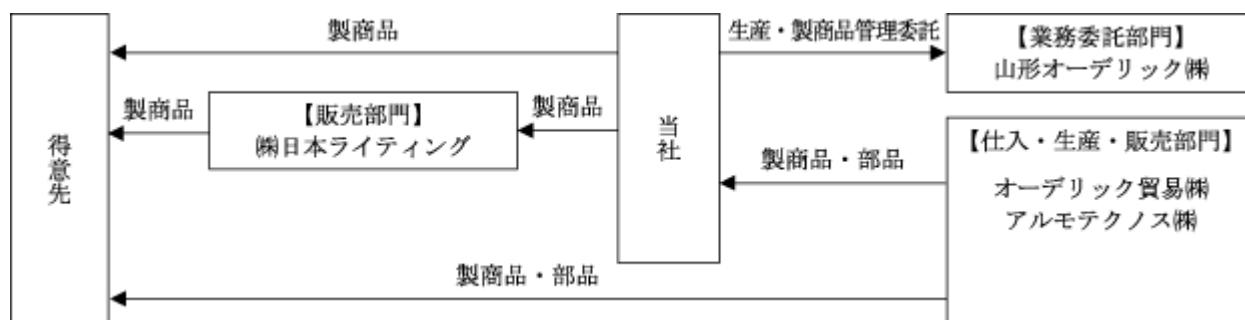 製商品
生産・製商品管理委託
【業務委託部門】
山形オーデリック㈱
製商品
【販売部門】
㈱日本ライティング
製商品
得意先
当社
【仕入・生産・販売部門】
製商品・部品
オーデリック貿易㈱
アルモテクノス㈱
製商品・部品